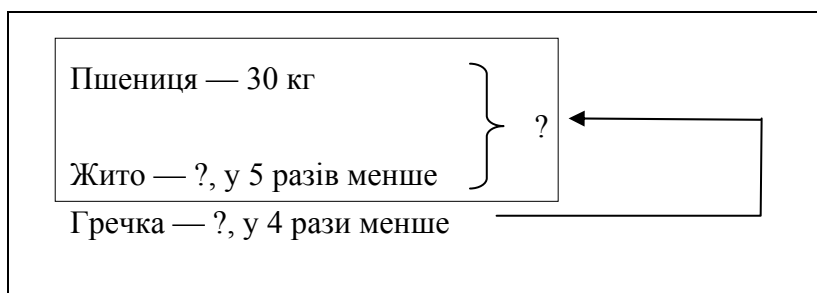 Пшениця — 30 кг
?
Жито — ?, у 5 разів менше
Гречка — ?, у 4 рази менше